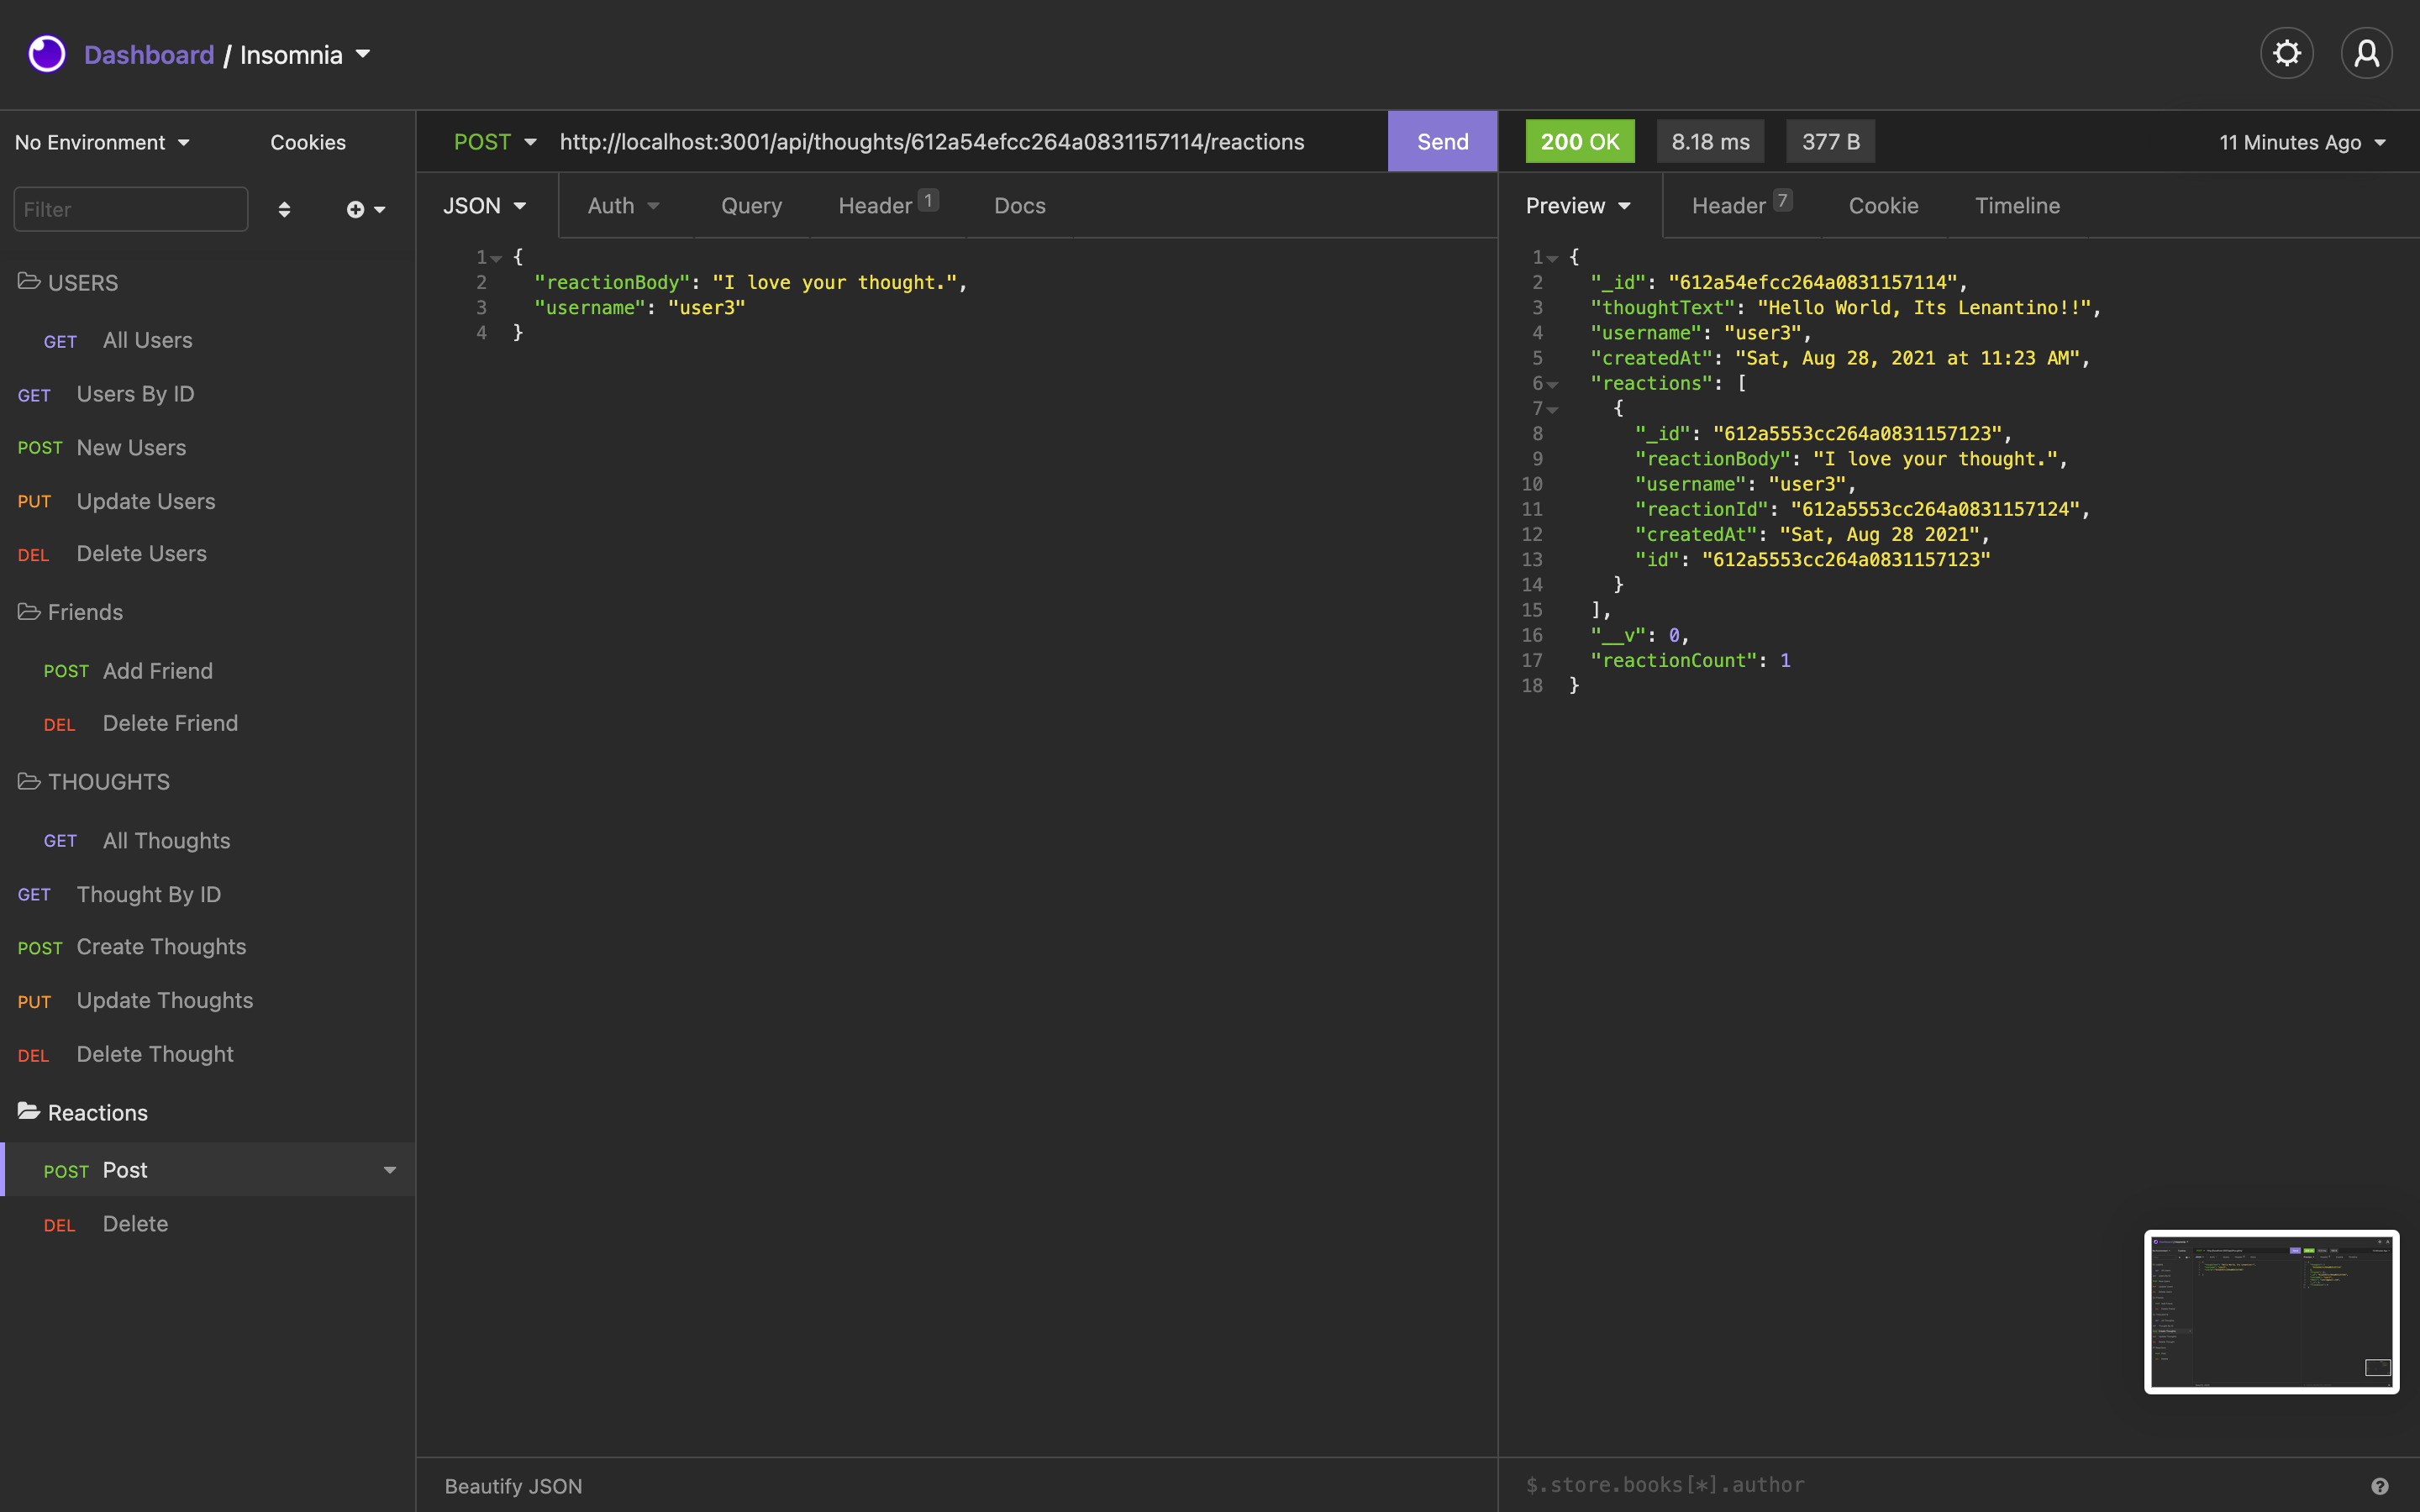 Dashboard / Insomnia
No Environment Cookies
Filter
USERS
GET All Users
GET Users By ID
POST New Users
PUT Update Users
DEL Delete Users
Friends
POST Add Friend
DEL Delete Friend
THOUGHTS
GET All Thoughts
GET Thought By ID
POST Create Thoughts
PUT Update Thoughts
DEL Delete Thought
Reactions
POST Post
DEL Delete
POST http://localhost:3001/api/thoughts/612a54efcc264a0831157114/reactions Send
JSON Auth Query Header 1 Docs
1 {
2 "reactionBody": "I love your thought.",
3 "username": "user3"
4 }
Beautify JSON
200 OK 8.18 ms 377 B 11 Minutes Ago
Preview Header 7 Cookie Timeline
1 {
2 "_id": "612a54efcc264a0831157114",
3 "thoughtText": "Hello World, Its Lenantino!!",
4 "username": "user3",
5 "createdAt": "Sat, Aug 28, 2021 at 11:23 AM",
6 "reactions": [
7 {
8 "_id": "612a5553cc264a0831157123",
9 "reactionBody": "I love your thought.",
10 "username": "user3",
11 "reactionId": "612a5553cc264a0831157124",
12 "createdAt": "Sat, Aug 28 2021",
13 "id": "612a5553cc264a0831157123"
14 }
15 ],
16 "__v": 0,
17 "reactionCount": 1
18 }
$.store.books[*].author